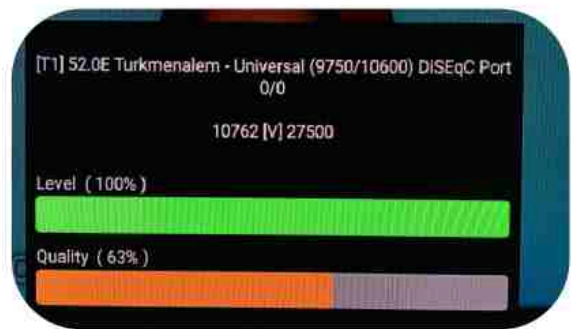 [T1] 52.0E Turkmenalem - Universal (9750/10600) DiSEqC Port
0/0
10762 [V] 27500
Level ( 100% )
Quality ( 63% )